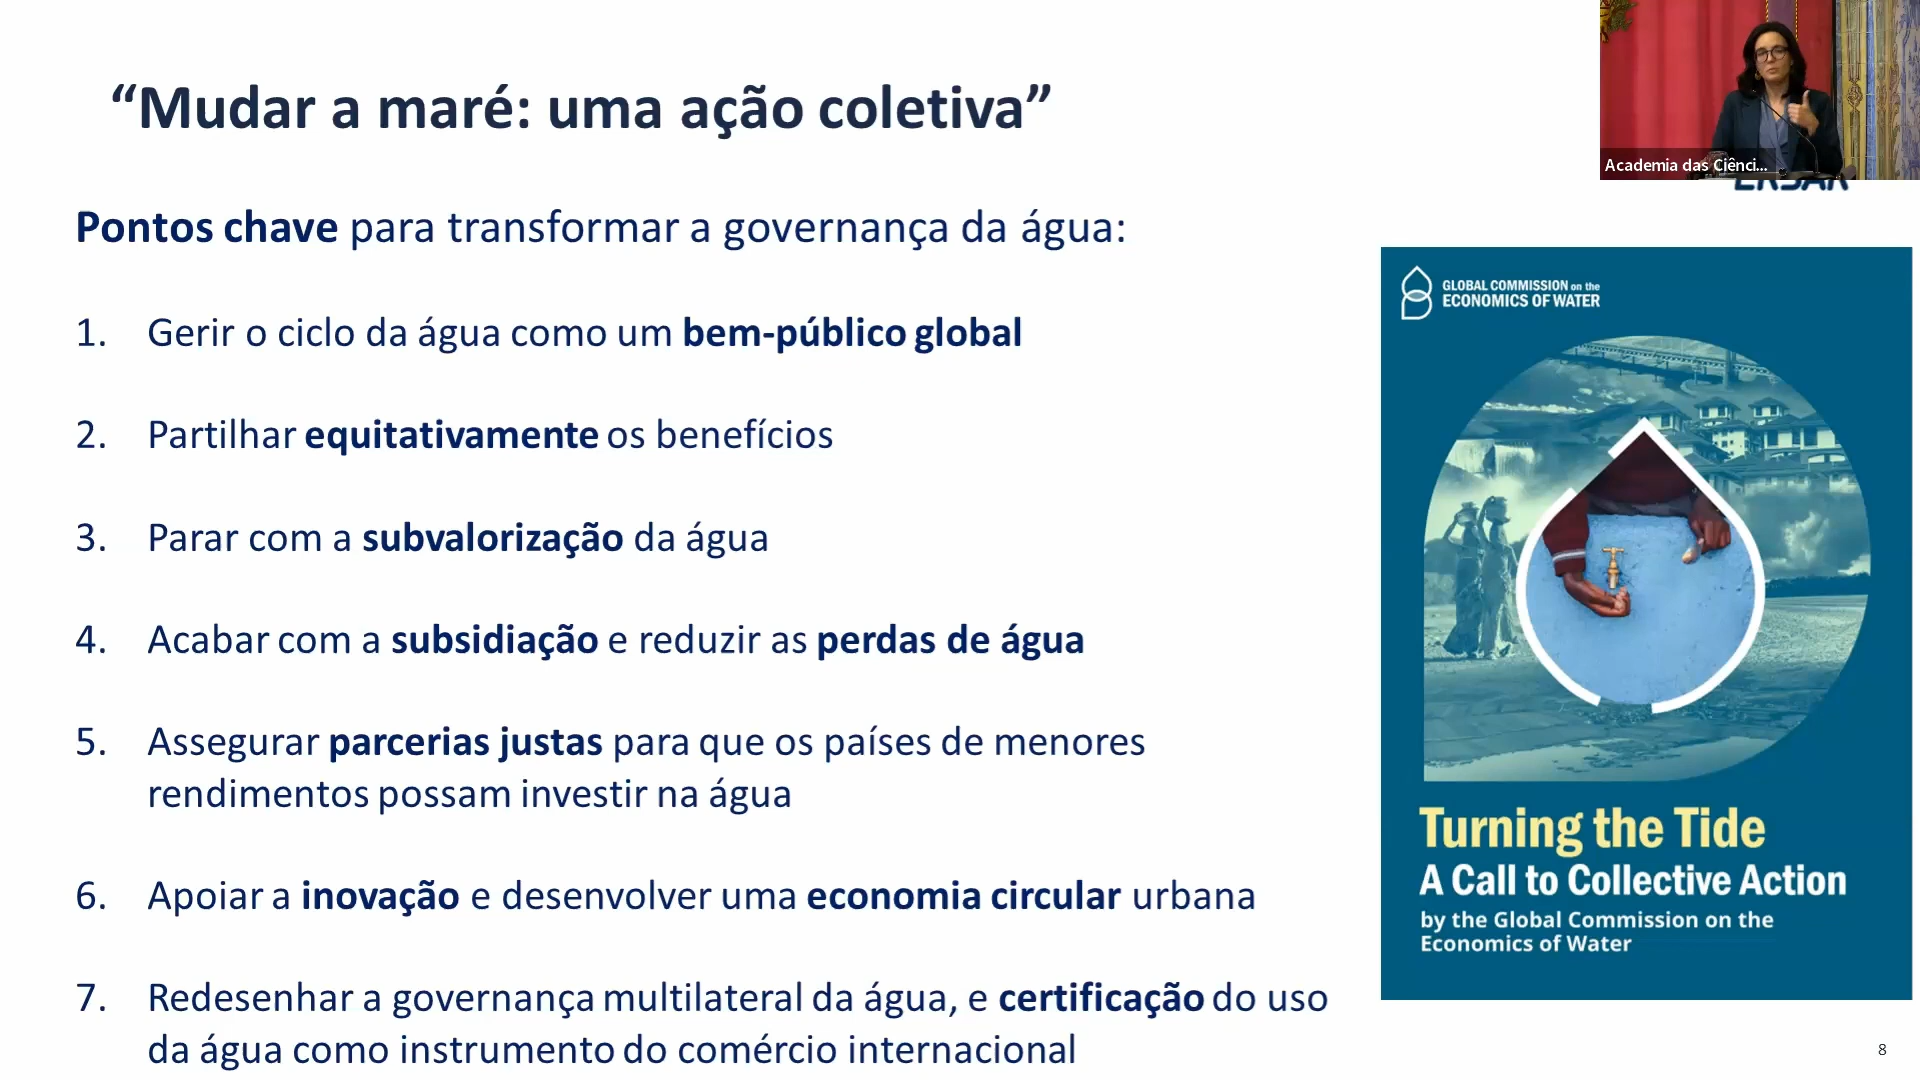 “Mudar a maré: uma ação coletiva”
Academia das Ciênci...
Pontos chave para transformar a governança da água:
1. Gerir o ciclo da água como um bem-público global
2. Partilhar equitativamente os benefícios
3. Parar com a subvalorização da água
4. Acabar com a subsidiação e reduzir as perdas de água
5. Assegurar parcerias justas para que os países de menores
rendimentos possam investir na água
6. Apoiar a inovação e desenvolver uma economia circular urbana
7. Redesenhar a governança multilateral da água, e certificação do uso
da água como instrumento do comércio internacional
GLOBAL COMMISSION on the
ECONOMICS OF WATER
Turning the Tide
A Call to Collective Action
by the Global Commission on the
Economics of Water
8